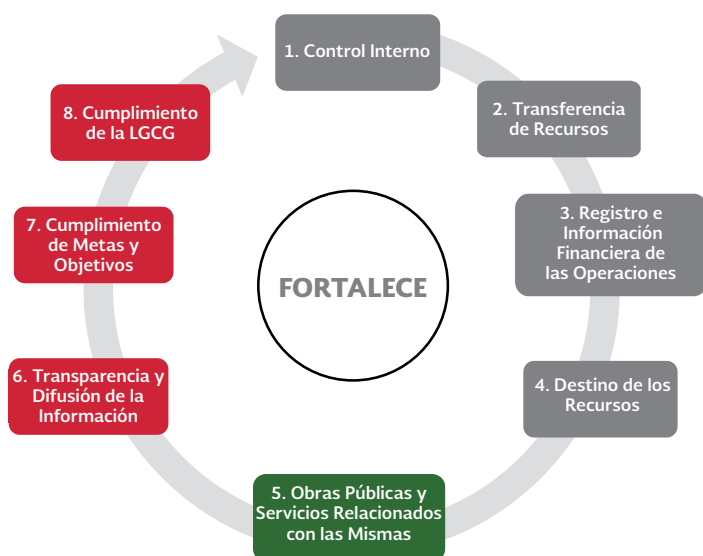 1. Control Interno
2. Transferencia
de Recursos
3. Registro e
Información
Financiera de
las Operaciones
4. Destino de los
Recursos
5. Obras Públicas y
Servicios Relacionados
con las Mismas
6. Transparencia y
Difusión de la
Información
7. Cumplimiento
de Metas y
Objetivos
8. Cumplimiento
de la LGCG
FORTALECE